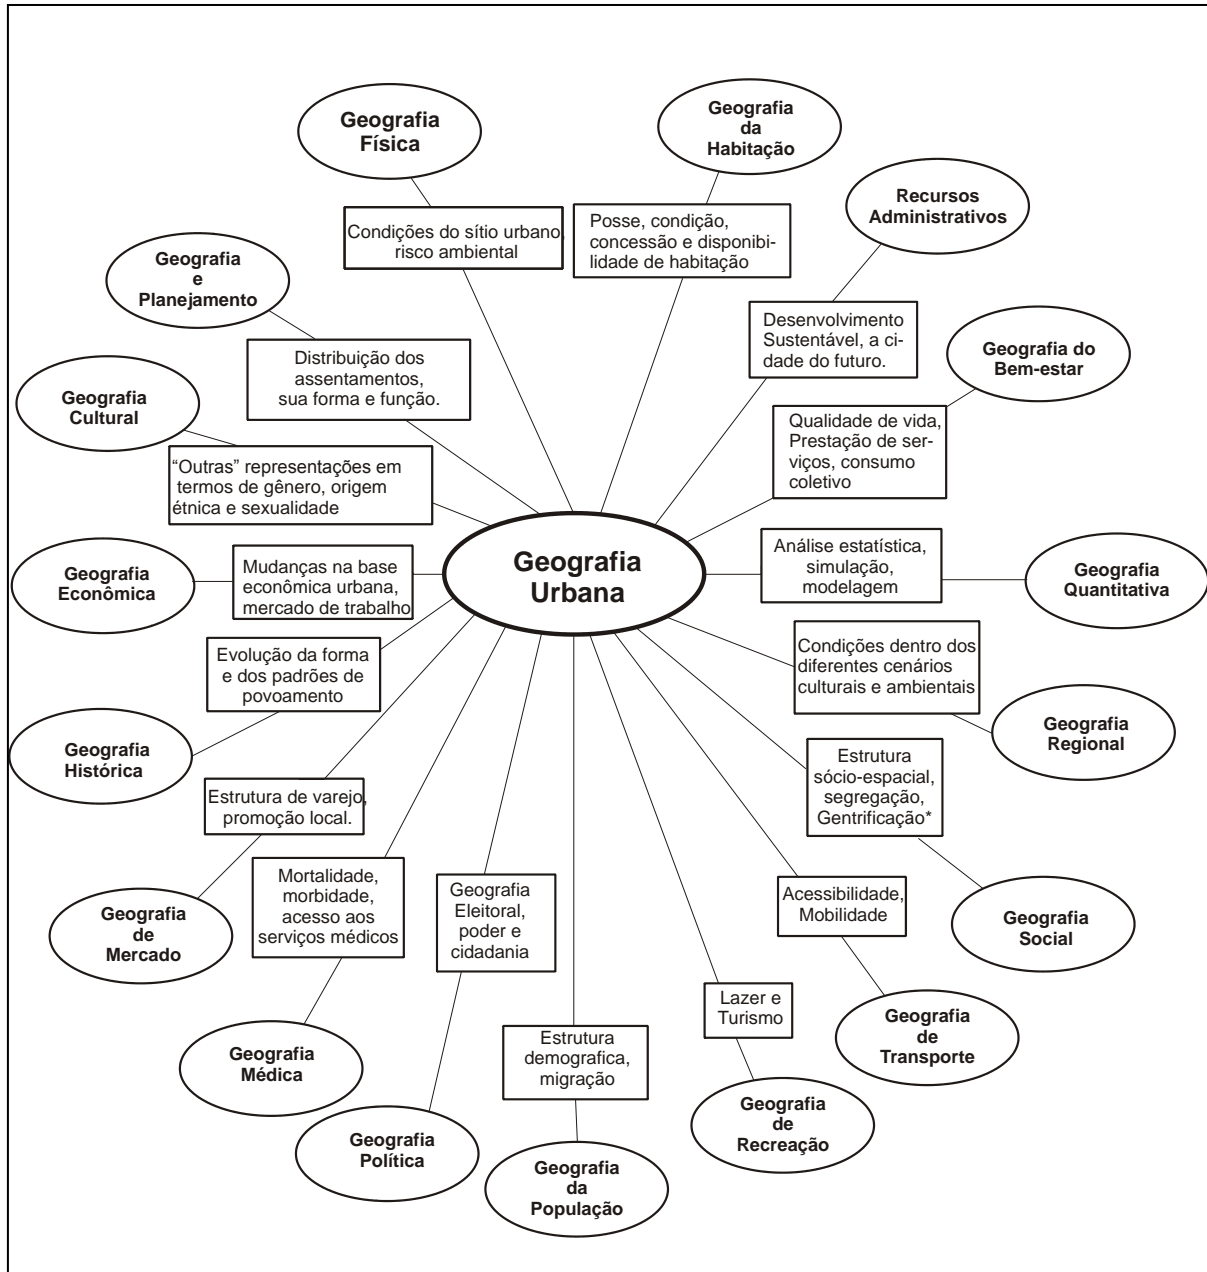 Geografia
Física
Geografia
da
Habitação
Recursos
Administrativos
Condições do sítio urbano,
risco ambiental
Posse, condição,
concessão e disponibi-
lidade de habitação
Geografia
e
Planejamento
Desenvolvimento
Sustentável, a ci-
dade do futuro.
Geografia do
Bem-estar
Distribuição dos
assentamentos,
sua forma e função.
Geografia
Cultural
Qualidade de vida,
Prestação de ser-
viços, consumo
coletivo
“Outras” representações em
termos de gênero, origem
étnica e sexualidade
Geografia
Urbana
Análise estatística,
simulação,
modelagem
Geografia
Quantitativa
Geografia
Econômica
Mudanças na base
econômica urbana,
mercado de trabalho
Evolução da forma
e dos padrões de
povoamento
Condições dentro dos
diferentes cenários
culturais e ambientais
Geografia
Regional
Geografia
Histórica
Estrutura de varejo,
promoção local.
Estrutura
sócio-espacial,
segregação,
Gentrificação*
Geografia
de
Mercado
Mortalidade,
morbidade,
acesso aos
serviços médicos
Geografia
Eleitoral,
poder e
cidadania
Acessibilidade,
Mobilidade
Geografia
Social
Lazer e
Turismo
Geografia
de
Transporte
Geografia
Médica
Estrutura
demografica,
migração
Geografia
de
Recreação
Geografia
Política
Geografia
da
População